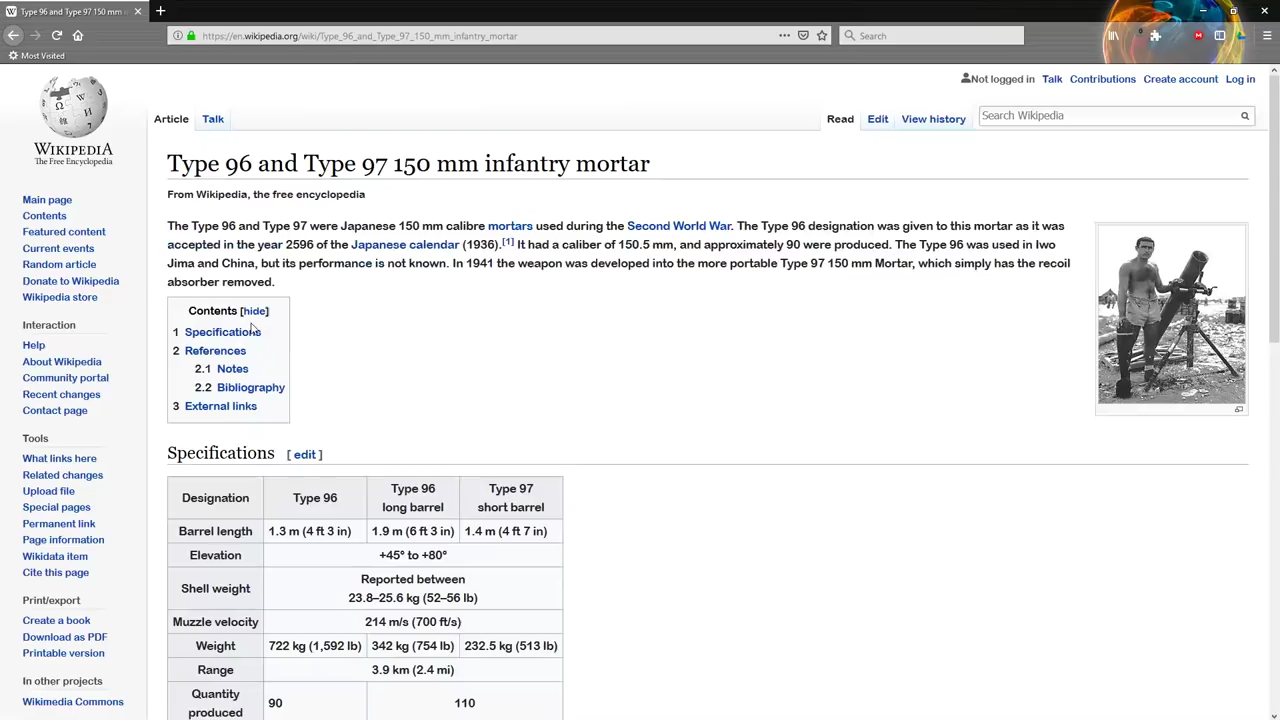 Type 96 and Type 97 150 mm i
https://en.wikipedia.org/wiki/Type_96_and_Type_97_150_mm_infantry_mortar
Search
Most Visited
Not logged in Talk Contributions Create account Log in
Article Talk Read Edit View history Search Wikipedia
WIKIPEDIA
The Free Encyclopedia
Main page
Contents
Featured content
Current events
Random article
Donate to Wikipedia
Wikipedia store
Interaction
Help
About Wikipedia
Community portal
Recent changes
Contact page
Tools
What links here
Related changes
Upload file
Special pages
Permanent link
Page information
Wikidata item
Cite this page
Print/export
Create a book
Download as PDF
Printable version
In other projects
Wikimedia Commons
Type 96 and Type 97 150 mm infantry mortar
From Wikipedia, the free encyclopedia
The Type 96 and Type 97 were Japanese 150 mm calibre mortars used during the Second World War. The Type 96 designation was given to this mortar as it was
accepted in the year 2596 of the Japanese calendar (1936).[1] It had a caliber of 150.5 mm, and approximately 90 were produced. The Type 96 was used in Iwo
Jima and China, but its performance is not known. In 1941 the weapon was developed into the more portable Type 97 150 mm Mortar, which simply has the recoil
absorber removed.
Contents [hide]
1 Specifications
2 References
2.1 Notes
2.2 Bibliography
3 External links
Specifications [ edit ]
Designation Type 96 Type 96 long barrel Type 97 short barrel
Barrel length 1.3 m (4 ft 3 in) 1.9 m (6 ft 3 in) 1.4 m (4 ft 7 in)
Elevation +45° to +80°
Shell weight Reported between
23.8–25.6 kg (52–56 lb)
Muzzle velocity 214 m/s (700 ft/s)
Weight 722 kg (1,592 lb) 342 kg (754 lb) 232.5 kg (513 lb)
Range 3.9 km (2.4 mi)
Quantity produced 90 110